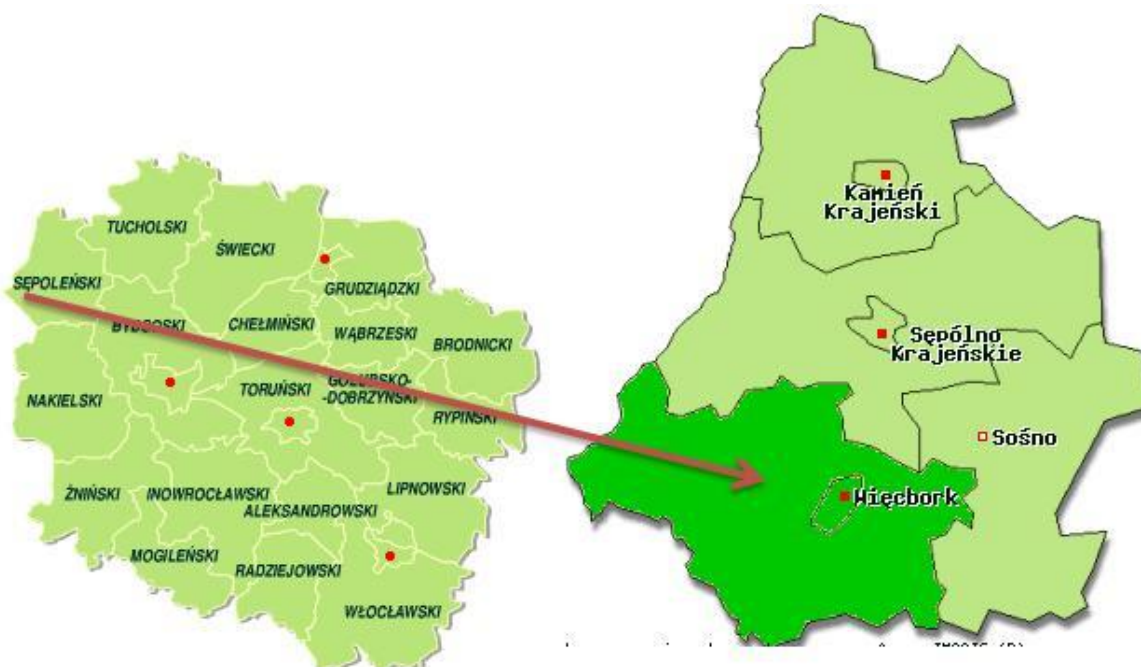 TUCHOLSKI
ŚWIECKI
SĘPOLEŃSKI
GRUDZIĄDZKI
BYDGOSKI
CHEŁMIŃSKI
WĄBRZESKI
BRODNICKI
NAKIELSKI
TORUŃSKI
GOLUBSKO-
-DOBRZYŃSKI
RYPIŃSKI
ŻNIŃSKI
INOWROCŁAWSKI
LIPNOWSKI
ALEKSANDROWSKI
MOGILEŃSKI
RADZIEJOWSKI
WŁOCŁAWSKI
Kamień
Krajeński
Sępólno
Krajeńskie
Sośno
Więcbork